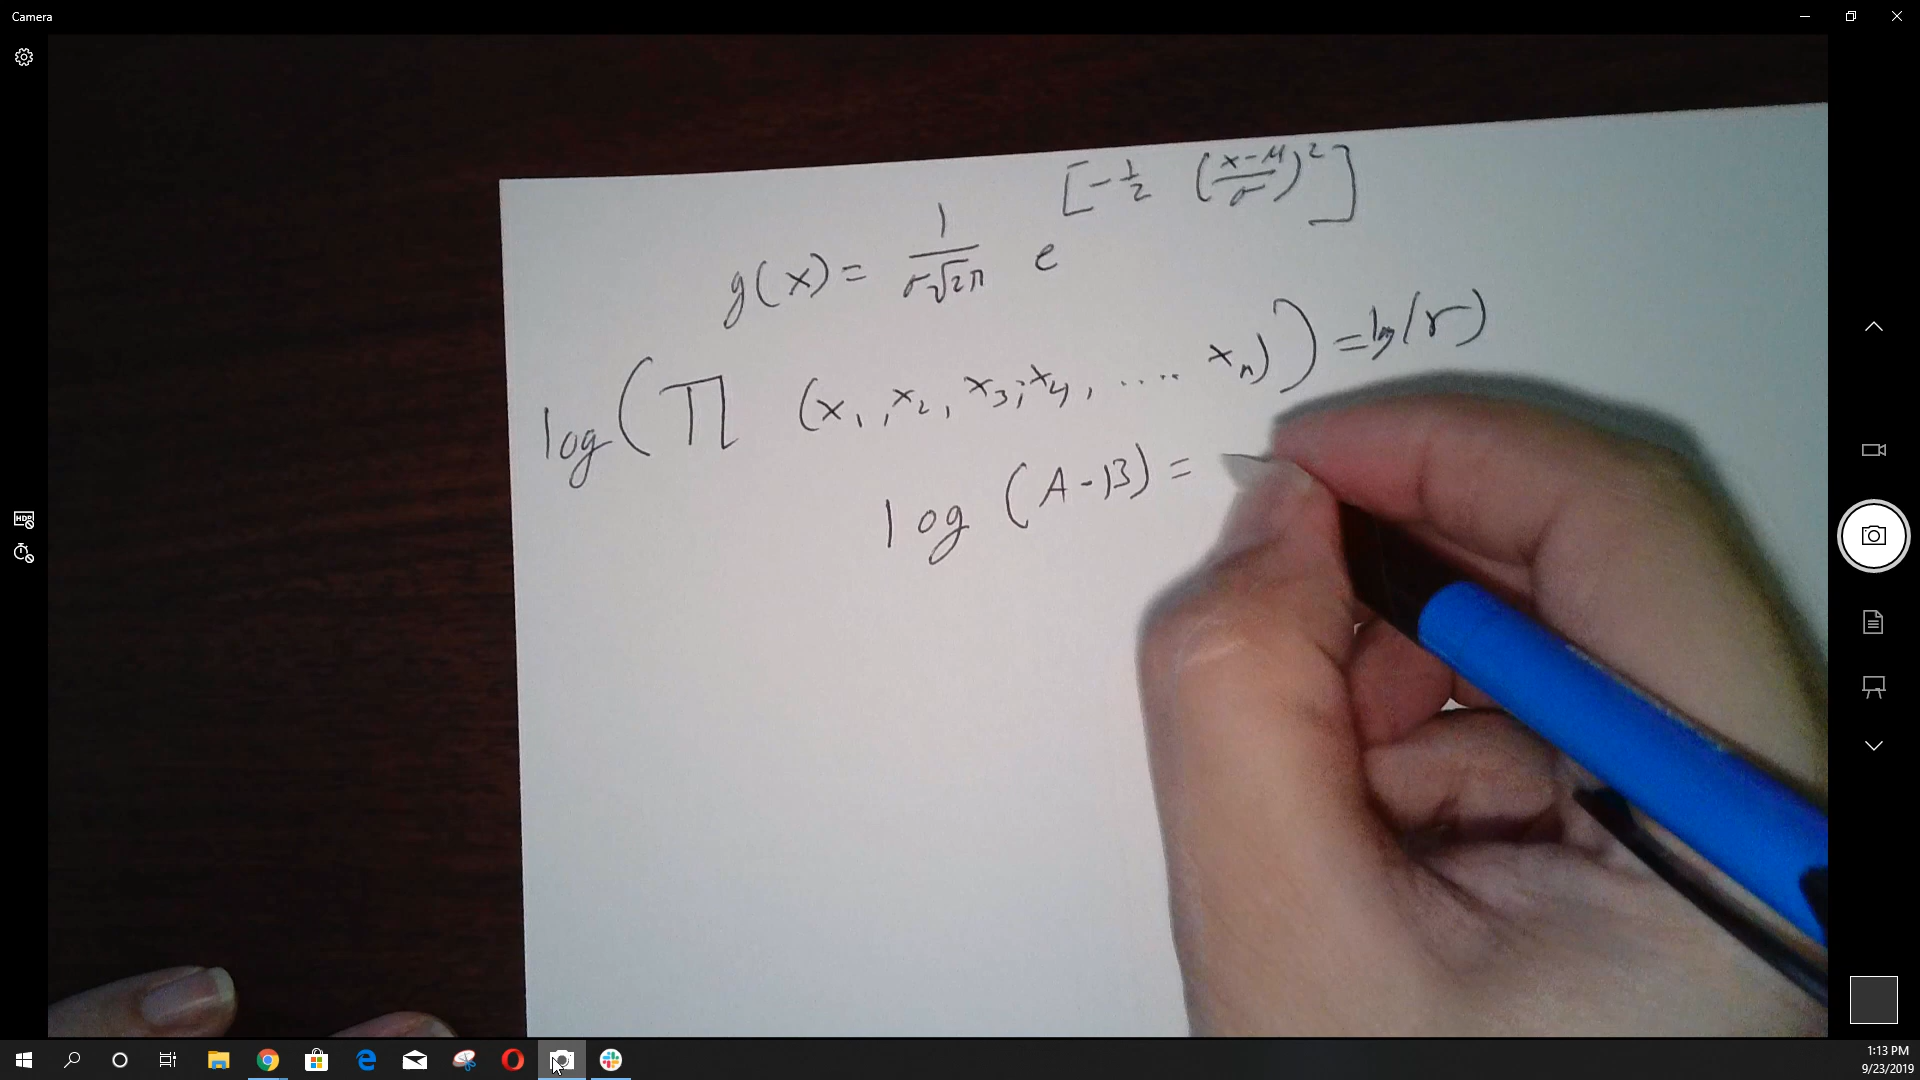 Camera
[-1/2 (x-μ/σ)²]
g(x) = 1/σ√2π e
log(∏ (x₁, x₂, x₃, x₄, .... xₙ)) = log(r)
log (A-B) =
1:13 PM
9/23/2019